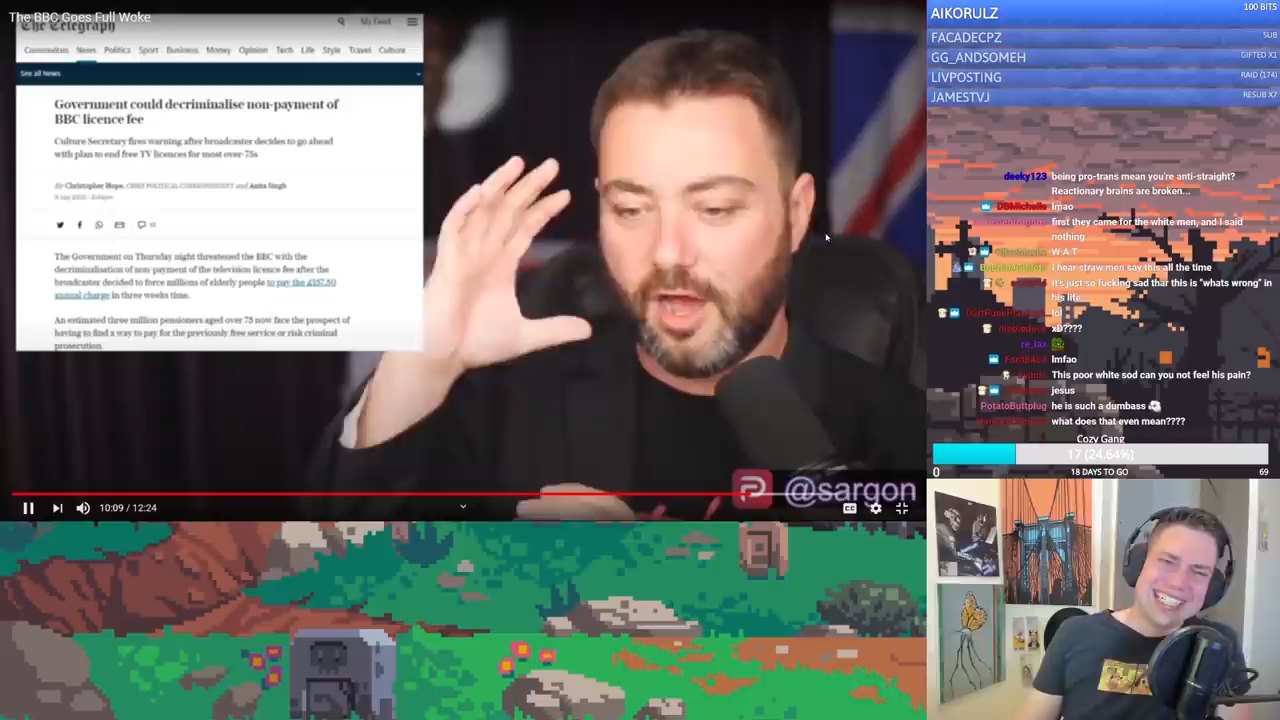 The BBC Goes Full Woke
The Telegraph
My Feed
Coronavirus News Politics Sport Business Money Opinion Tech Life Style Travel Culture
See all News
Government could decriminalise non-payment of
BBC licence fee
Culture Secretary fires warning after broadcaster decides to go ahead
with plan to end free TV licences for most over-75s
By Christopher Hope, CHIEF POLITICAL CORRESPONDENT and Anita Singh
The Government on Thursday night threatened the BBC with the
decriminalisation of non-payment of the television licence fee after the
broadcaster decided to force millions of elderly people to pay the £157.50
annual charge in three weeks time.
An estimated three million pensioners aged over 75 now face the prospect of
having to find a way to pay for the previously free service or risk criminal
prosecution.
@sargon
10:09 / 12:24
CC
AIKORULZ 100 BITS
FACADECPZ SUB
GG_ANDSOMEH GIFTED X1
LIVPOSTING RAID (174)
JAMESTVJ RESUB X7
deeky123 being pro-trans mean you're anti-straight?
Reactionary brains are broken...
DBMichelle lmao
first they came for the white men, and I said
nothing
W A T
I hear straw men say this all the time
It's just so fucking sad thar this is "whats wrong" in
his life
lol
xD????
re_lax
Ford8484 lmfao
This poor white sod can you not feel his pain?
jesus
PotatoButtplug he is such a dumbass
what does that even mean????
Cozy Gang
17 (24.64%)
0 18 DAYS TO GO 69